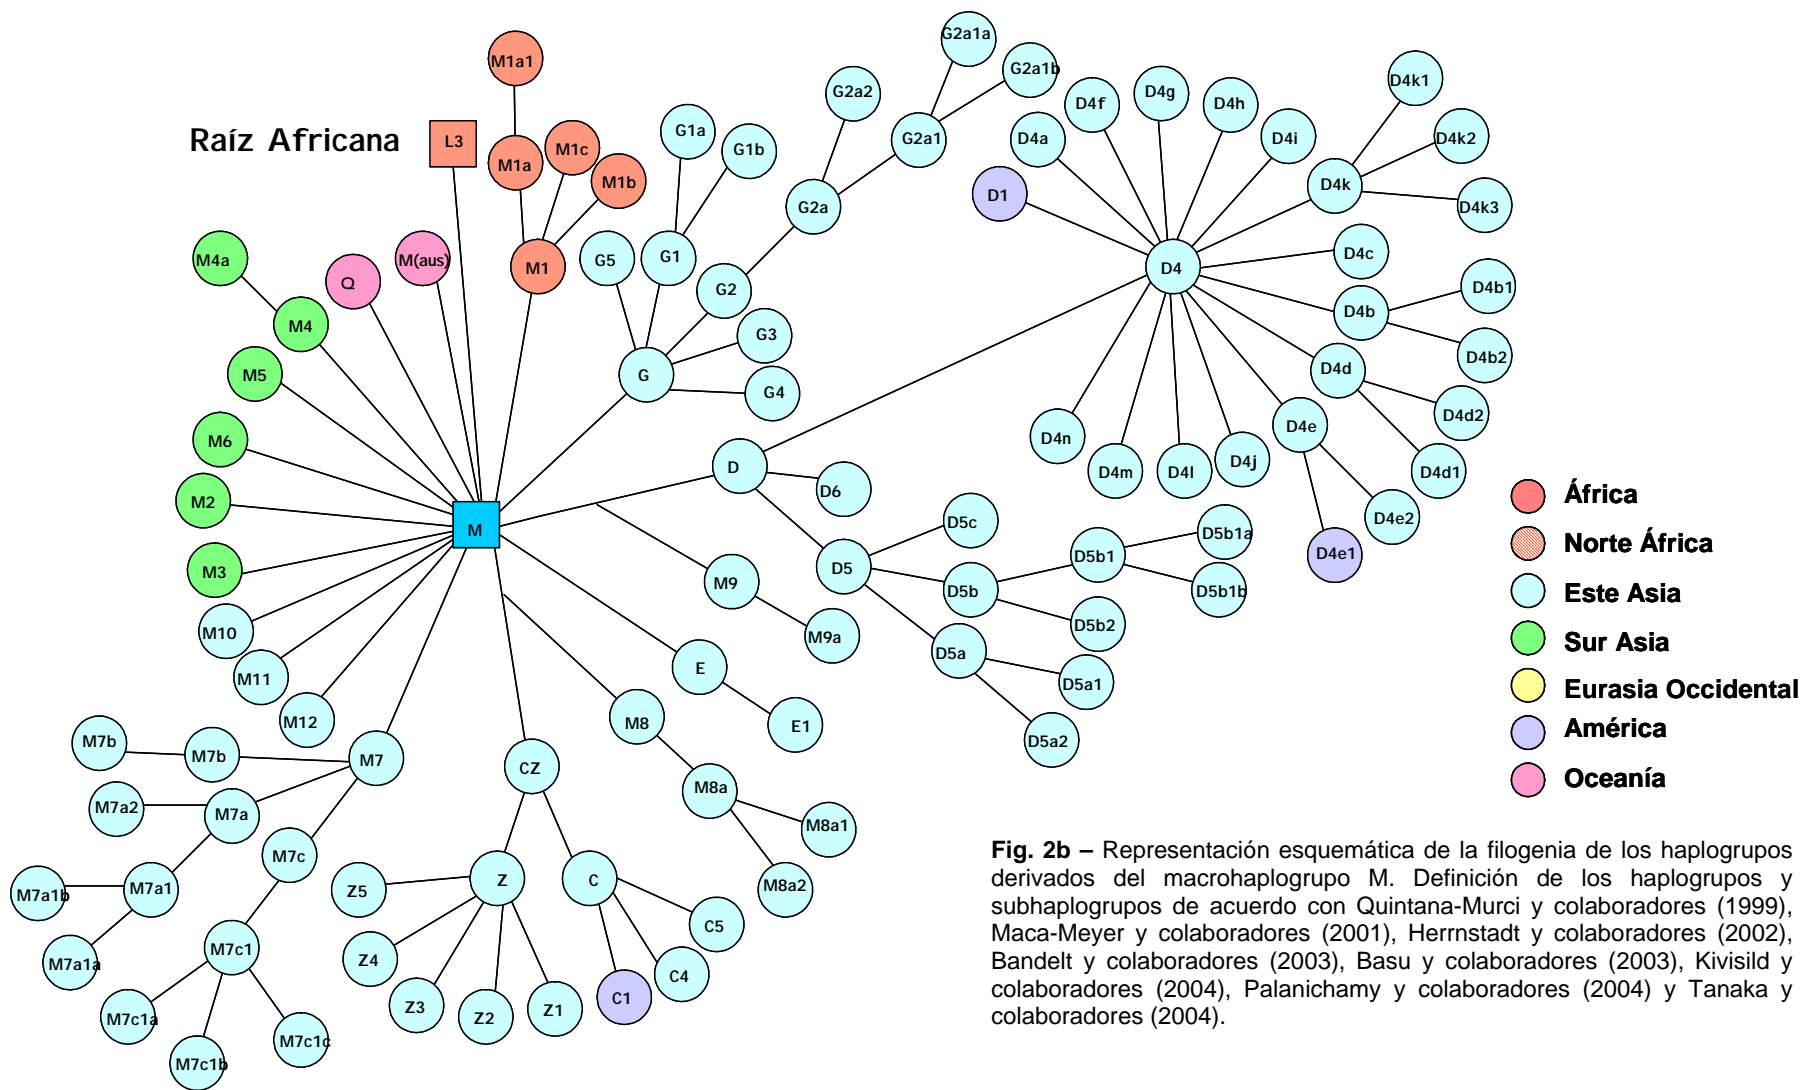 Raíz Africana
L3
M1a1
M1a
M1c
M1b
M1
M(aus)
Q
M4a
M4
M5
M6
M2
M3
M
M10
M11
M12
G5
G1a
G1b
G1
G2
G3
G4
G
G2a
G2a2
G2a1
G2a1a
G2a1b
D1
D4a
D4f
D4g
D4h
D4i
D4k
D4k1
D4k2
D4k3
D4
D4c
D4b
D4b1
D4b2
D4d
D4d2
D4d1
D4e
D4e2
D4e1
D4n
D4m
D4l
D4j
D
D6
D5
D5c
D5b
D5b1
D5b1a
D5b1b
D5b2
D5a
D5a1
D5a2
M9
M9a
E
E1
M8
M8a
M8a1
M8a2
CZ
Z
Z5
Z4
Z3
Z2
Z1
C
C5
C4
C1
M7
M7b
M7b
M7a2
M7a
M7a1
M7a1b
M7a1a
M7c
M7c1
M7c1a
M7c1b
M7c1c
África
Norte África
Este Asia
Sur Asia
Eurasia Occidental
América
Oceanía
Fig. 2b – Representación esquemática de la filogenia de los haplogrupos
derivados del macrohaplogrupo M. Definición de los haplogrupos y
subhaplogrupos de acuerdo con Quintana-Murci y colaboradores (1999),
Maca-Meyer y colaboradores (2001), Herrnstadt y colaboradores (2002),
Bandelt y colaboradores (2003), Basu y colaboradores (2003), Kivisild y
colaboradores (2004), Palanichamy y colaboradores (2004) y Tanaka y
colaboradores (2004).